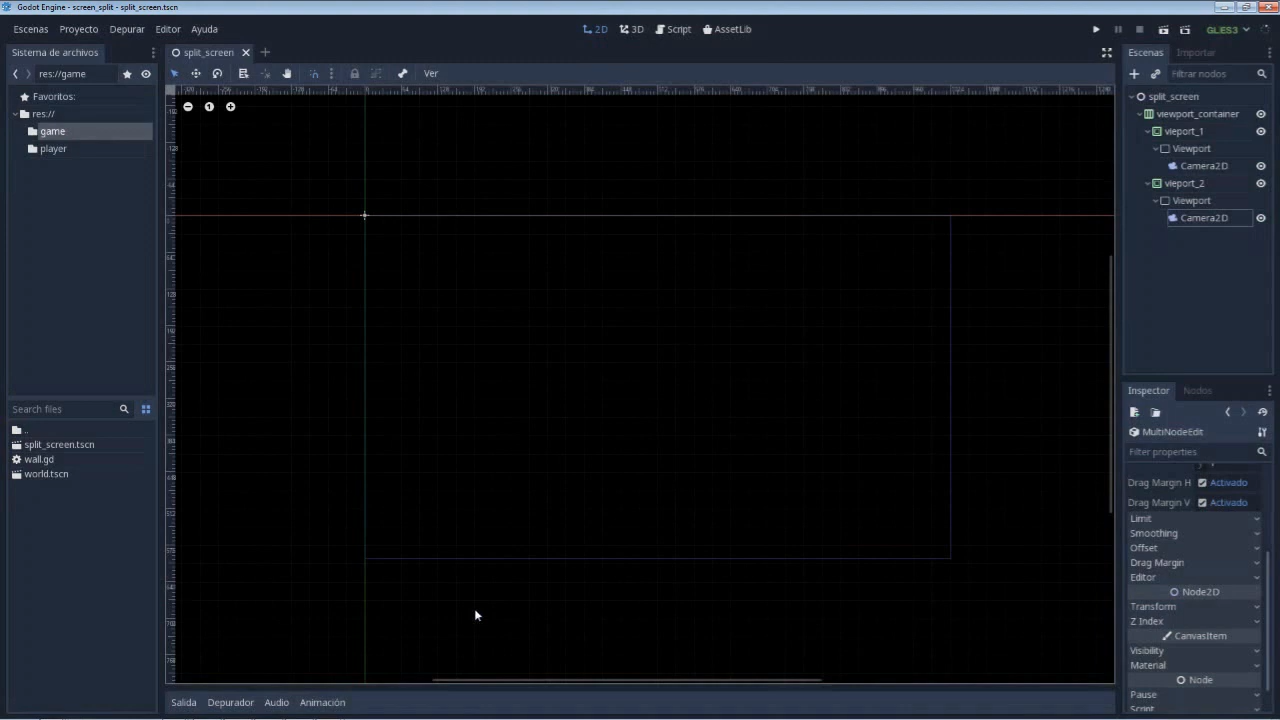 Godot Engine - screen_split - split_screen.tscn
Escenas Proyecto Depurar Editor Ayuda
2D 3D Script AssetLib
GLES3
Sistema de archivos
res://game
Favoritos:
res://
game
player
Search files
..
split_screen.tscn
wall.gd
world.tscn
split_screen
Ver
Salida Depurador Audio Animación
Escenas Importar
Filtrar nodos
split_screen
viewport_container
vieport_1
Viewport
Camera2D
vieport_2
Viewport
Camera2D
Inspector Nodos
MultiNodeEdit
Filter properties
Drag Margin H Activado
Drag Margin V Activado
Limit
Smoothing
Offset
Drag Margin
Editor
Node2D
Transform
Z Index
CanvasItem
Visibility
Material
Node
Pause
Script